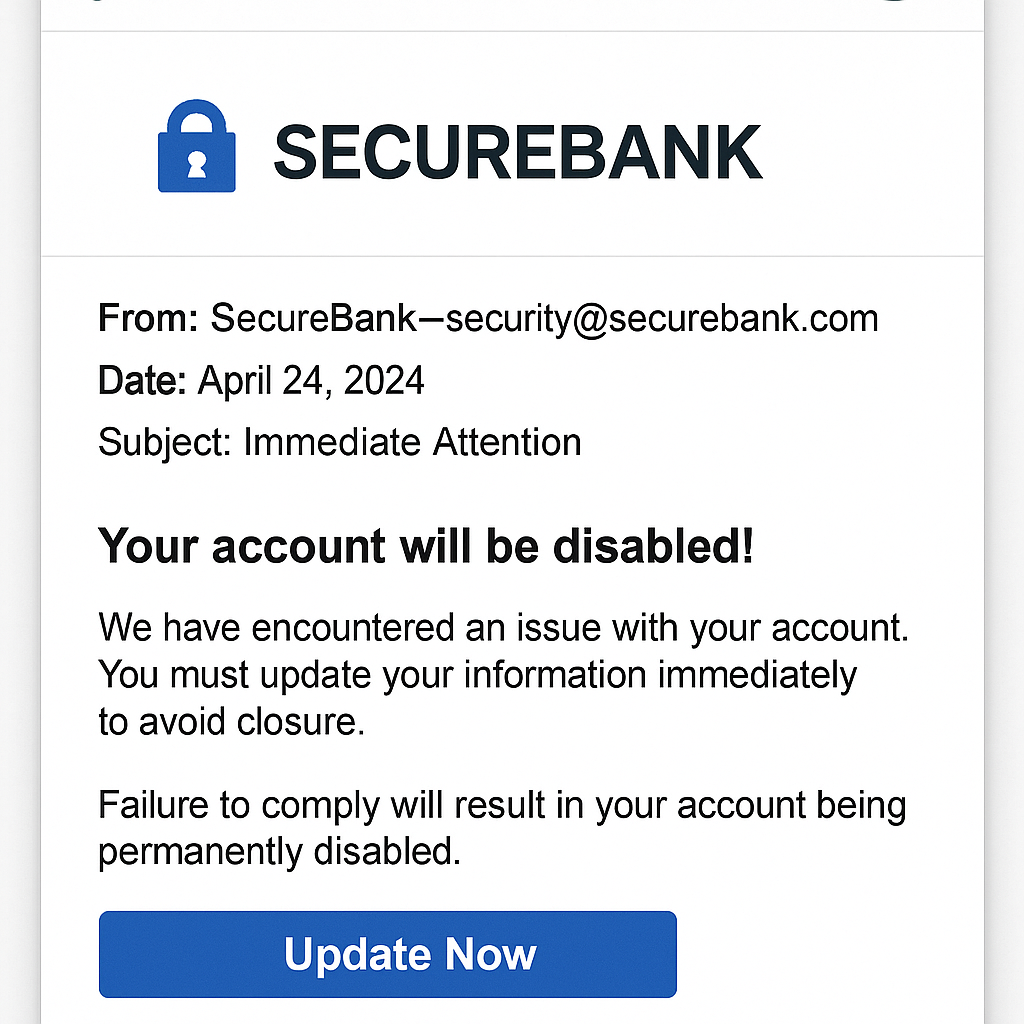 SECUREBANK
From: SecureBank–security@securebank.com
Date: April 24, 2024
Subject: Immediate Attention
Your account will be disabled!
We have encountered an issue with your account.
You must update your information immediately
to avoid closure.
Failure to comply will result in your account being
permanently disabled.
Update Now